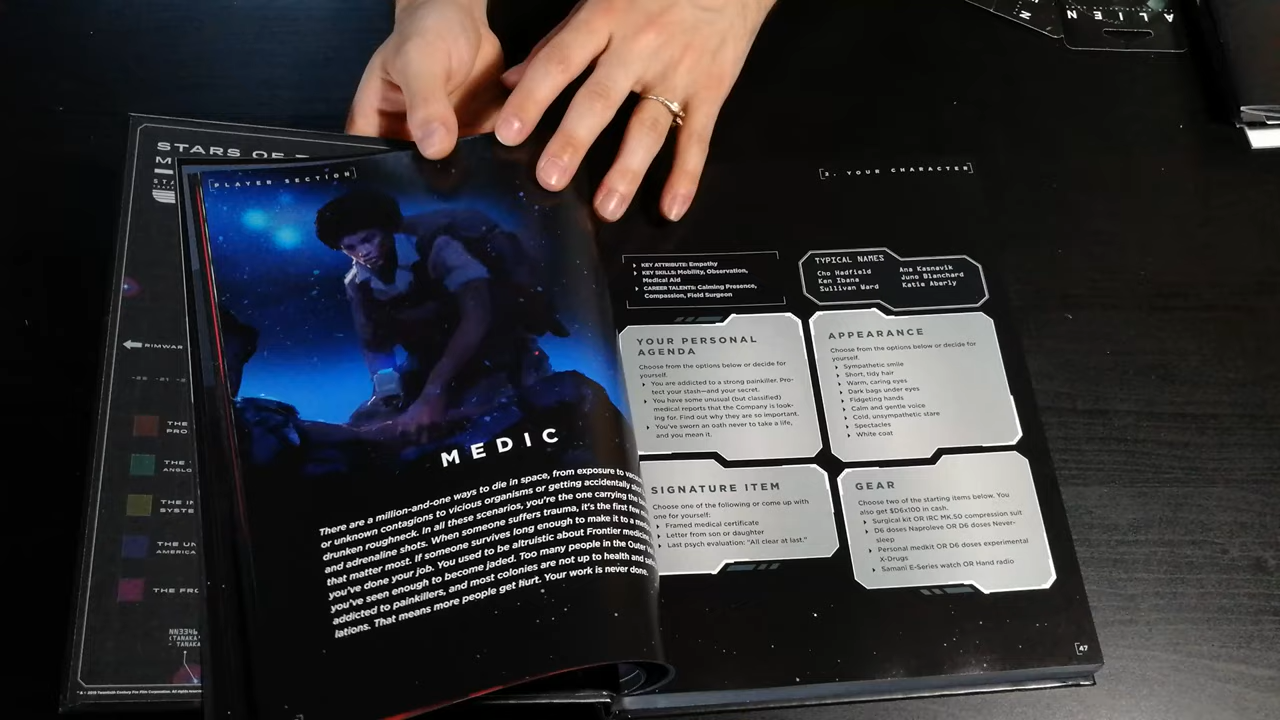 ALIEN
STARS OF
M
STA
[PLAYER SECTION]
RIMWAR
THE
PRO
THE
ANGLO
THE IN
SYSTE
THE UN
AMERICA
THE FRO
NN3346
(TANAKA
- TANAKA
MEDIC
There are a million-and-one ways to die in space, from exposure to
or unknown contagions to vicious organisms or getting accidentally
drunken roughneck. In all these scenarios, you're the one carrying the
and adrenaline shots. When someone suffers trauma, it's the first few
that matter most. If someone survives long enough to make it to a
you've done your job. You used to be altruistic about Frontier medicine
you've seen enough to become jaded. Too many people in the Outer
addicted to painkillers, and most colonies are not up to health and
lations. That means more people get hurt. Your work is never done.
[2. YOUR CHARACTER]
KEY ATTRIBUTE: Empathy
KEY SKILLS: Mobility, Observation,
Medical Aid
CAREER TALENTS: Calming Presence,
Compassion, Field Surgeon
TYPICAL NAMES
Cho Hadfield
Ken Ibana
Sullivan Ward
Ana Kasnavik
Juno Blanchard
Katie Aberly
YOUR PERSONAL
AGENDA
Choose from the options below or decide for
yourself.
You are addicted to a strong painkiller. Pro-
tect your stash—and your secret.
You have some unusual (but classified)
medical reports that the Company is look-
ing for. Find out why they are so important.
You've sworn an oath never to take a life,
and you mean it.
APPEARANCE
Choose from the options below or decide for
yourself.
Sympathetic smile
Short, tidy hair
Warm, caring eyes
Dark bags under eyes
Fidgeting hands
Calm and gentle voice
Cold, unsympathetic stare
Spectacles
White coat
SIGNATURE ITEM
Choose one of the following or come up with
one for yourself:
Framed medical certificate
Letter from son or daughter
Last psych evaluation: "All clear at last."
GEAR
Choose two of the starting items below. You
also get $D6x100 in cash.
Surgical kit OR IRC MK.50 compression suit
D6 doses Naproleve OR D6 doses Never-
sleep
Personal medkit OR D6 doses experimental
X-Drugs
Samani E-Series watch OR Hand radio
[47